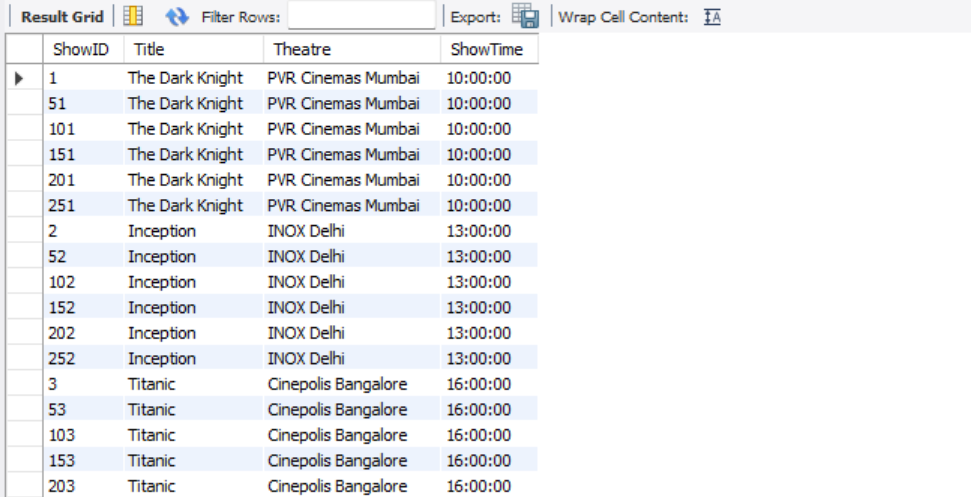 Result Grid Filter Rows: Export: Wrap Cell Content: IA
ShowID Title Theatre ShowTime
1 The Dark Knight PVR Cinemas Mumbai 10:00:00
51 The Dark Knight PVR Cinemas Mumbai 10:00:00
101 The Dark Knight PVR Cinemas Mumbai 10:00:00
151 The Dark Knight PVR Cinemas Mumbai 10:00:00
201 The Dark Knight PVR Cinemas Mumbai 10:00:00
251 The Dark Knight PVR Cinemas Mumbai 10:00:00
2 Inception INOX Delhi 13:00:00
52 Inception INOX Delhi 13:00:00
102 Inception INOX Delhi 13:00:00
152 Inception INOX Delhi 13:00:00
202 Inception INOX Delhi 13:00:00
252 Inception INOX Delhi 13:00:00
3 Titanic Cinepolis Bangalore 16:00:00
53 Titanic Cinepolis Bangalore 16:00:00
103 Titanic Cinepolis Bangalore 16:00:00
153 Titanic Cinepolis Bangalore 16:00:00
203 Titanic Cinepolis Bangalore 16:00:00